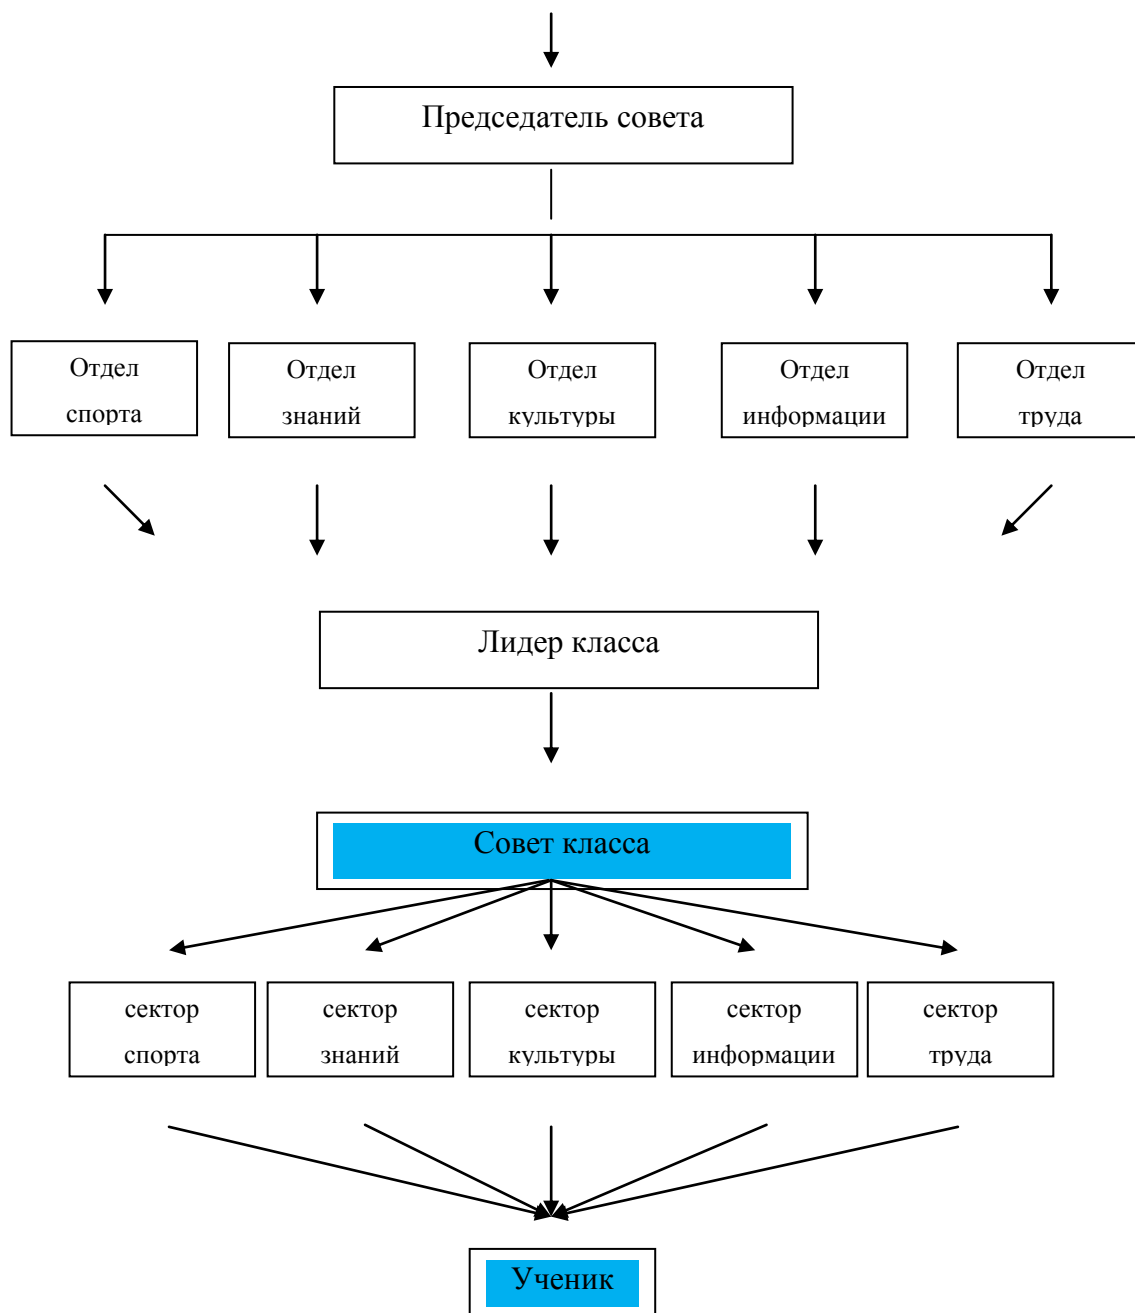 Председатель совета
Отдел
спорта
Отдел
знаний
Отдел
культуры
Отдел
информации
Отдел
труда
Лидер класса
Совет класса
сектор
спорта
сектор
знаний
сектор
культуры
сектор
информации
сектор
труда
Ученик